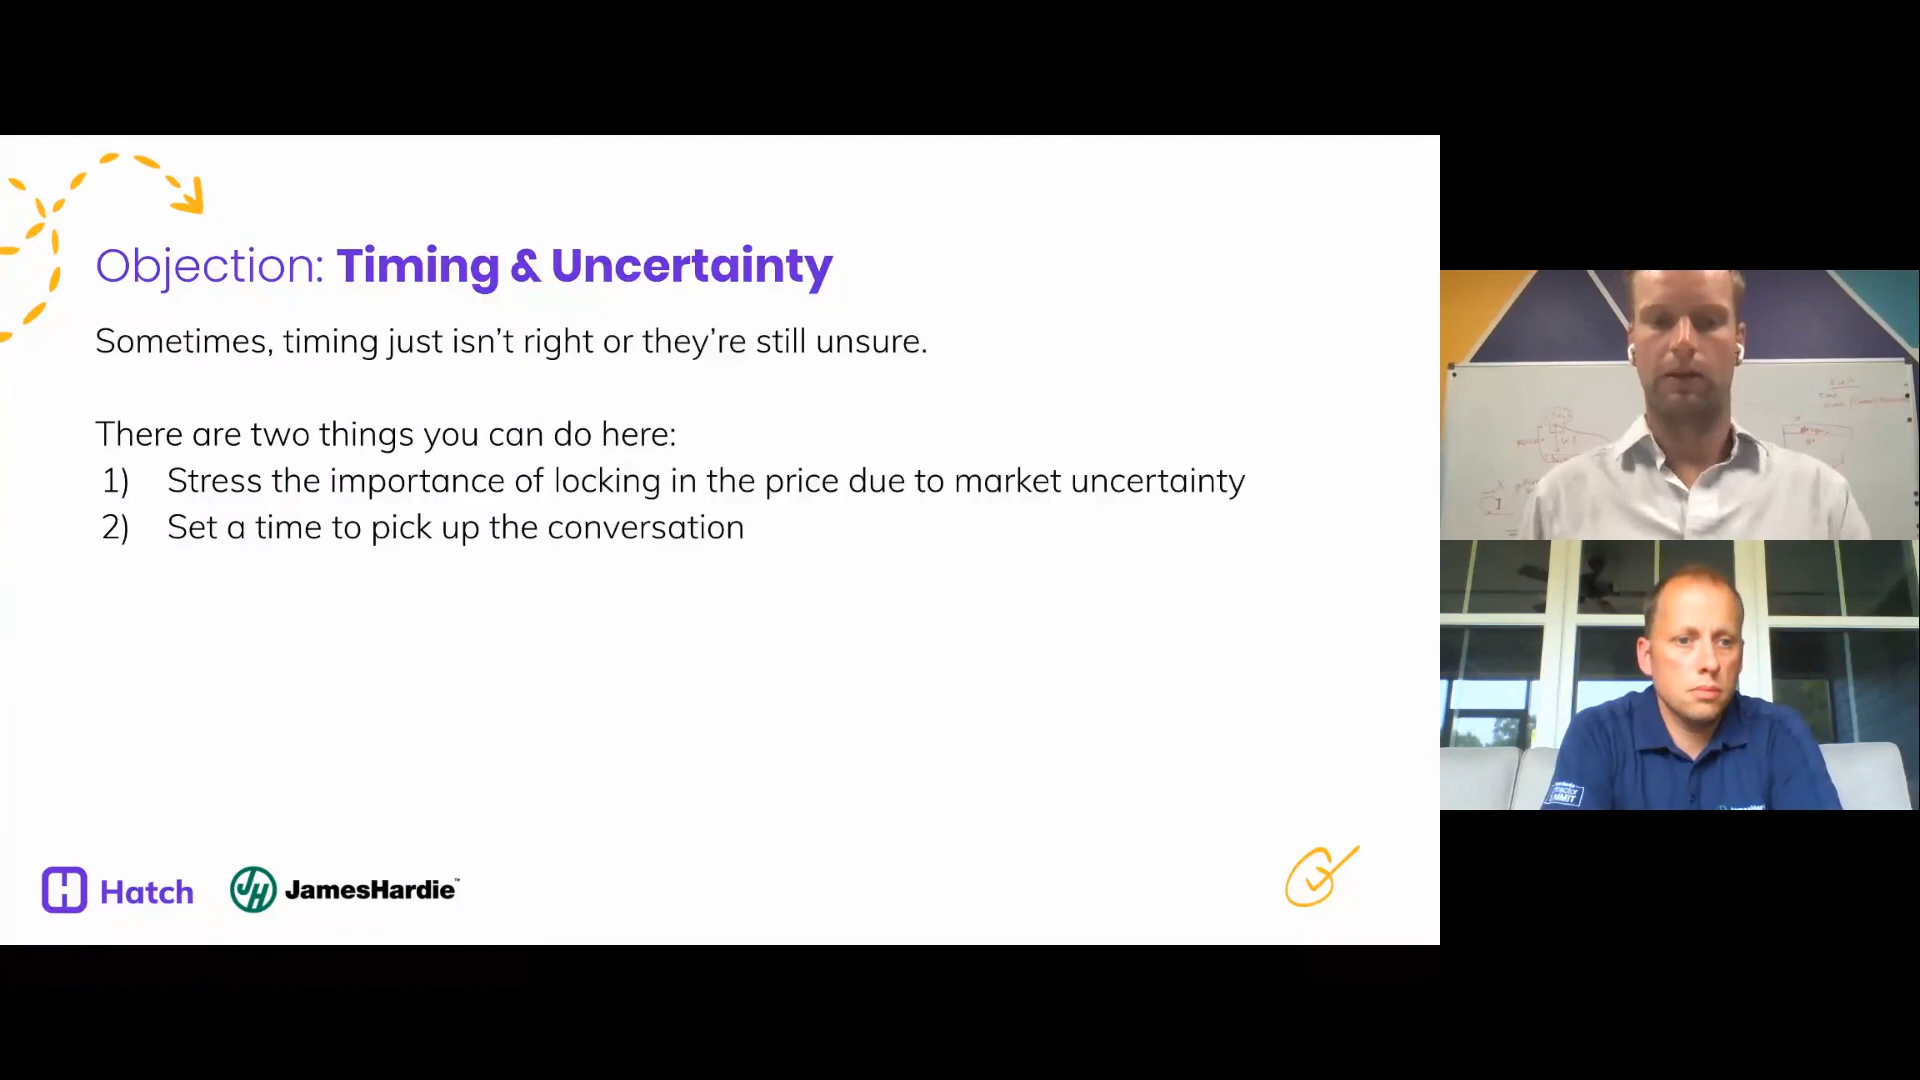 Objection: Timing & Uncertainty
Sometimes, timing just isn’t right or they’re still unsure.
There are two things you can do here:
1) Stress the importance of locking in the price due to market uncertainty
2) Set a time to pick up the conversation
Hatch
JH JamesHardie™